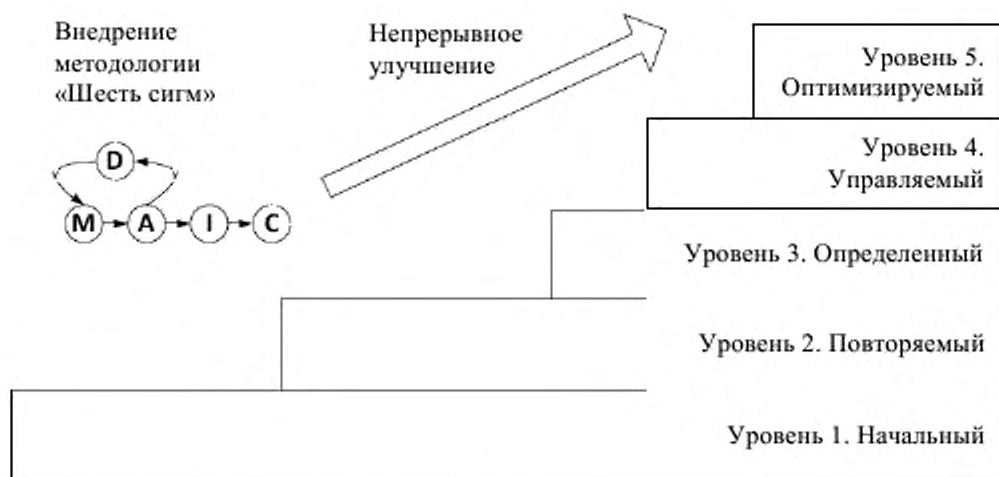 Внедрение
методологии
«Шесть сигм»
Непрерывное
улучшение
D
M A I C
Уровень 5.
Оптимизируемый
Уровень 4.
Управляемый
Уровень 3. Определенный
Уровень 2. Повторяемый
Уровень 1. Начальный